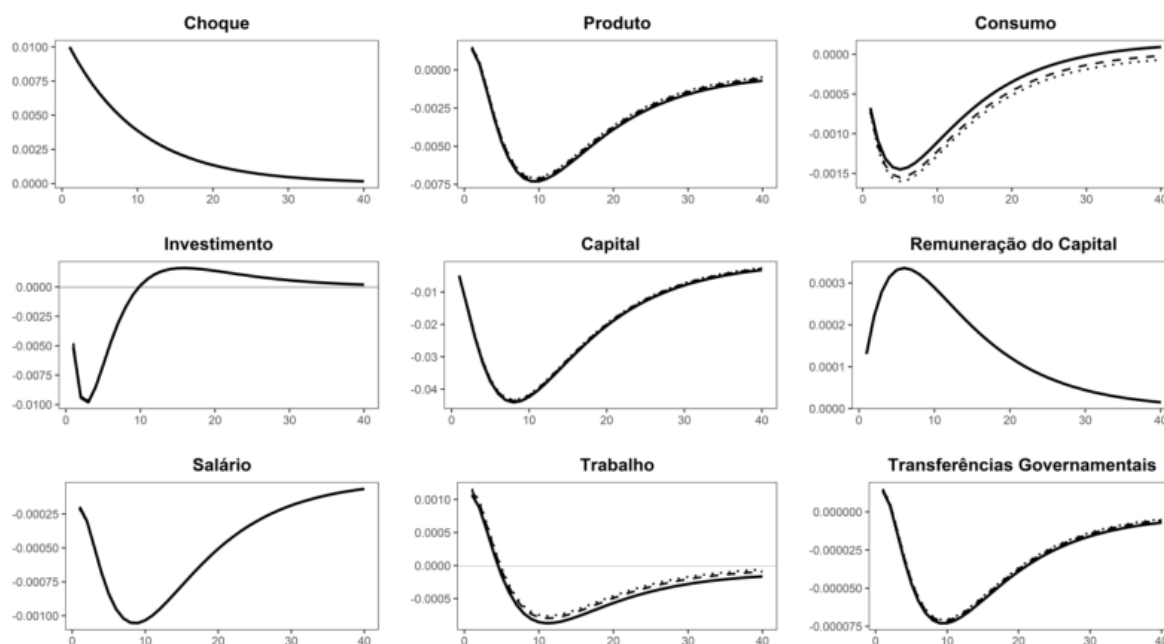 Choque
0.0100
0.0075
0.0050
0.0025
0.0000
0 10 20 30 40
Produto
0.0000
-0.0025
-0.0050
-0.0075
0 10 20 30 40
Consumo
0.0000
-0.0005
-0.0010
-0.0015
0 10 20 30 40
Investimento
0.0000
-0.0025
-0.0050
-0.0075
-0.0100
0 10 20 30 40
Capital
-0.01
-0.02
-0.03
-0.04
0 10 20 30 40
Remuneração do Capital
0.0003
0.0002
0.0001
0.0000
0 10 20 30 40
Salário
-0.00025
-0.00050
-0.00075
-0.00100
0 10 20 30 40
Trabalho
0.0010
0.0005
0.0000
-0.0005
0 10 20 30 40
Transferências Governamentais
0.000000
-0.000025
-0.000050
-0.000075
0 10 20 30 40